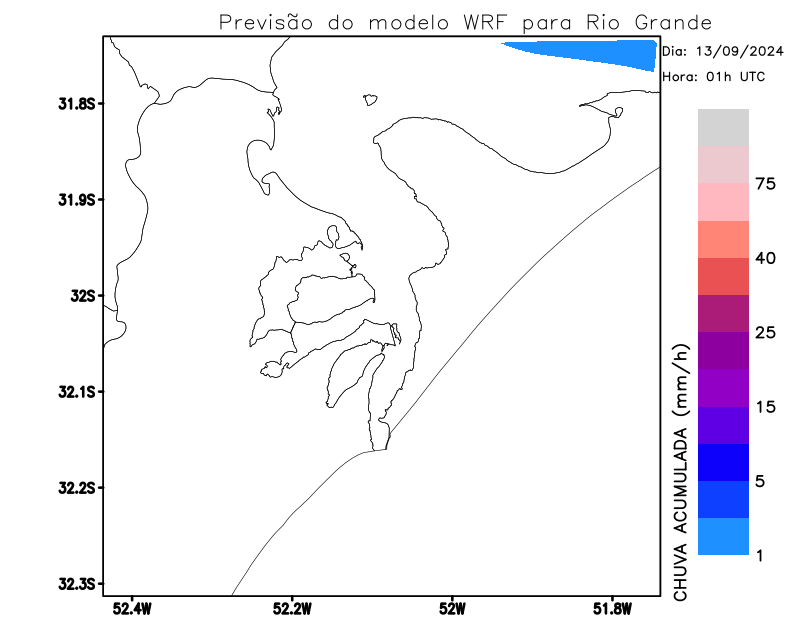 Previsão do modelo WRF para Rio Grande
Dia: 13/09/2024
Hora: 01h UTC
31.8S
31.9S
32S
32.1S
32.2S
32.3S
52.4W
52.2W
52W
51.8W
75
40
25
15
5
1
CHUVA ACUMULADA (mm/h)